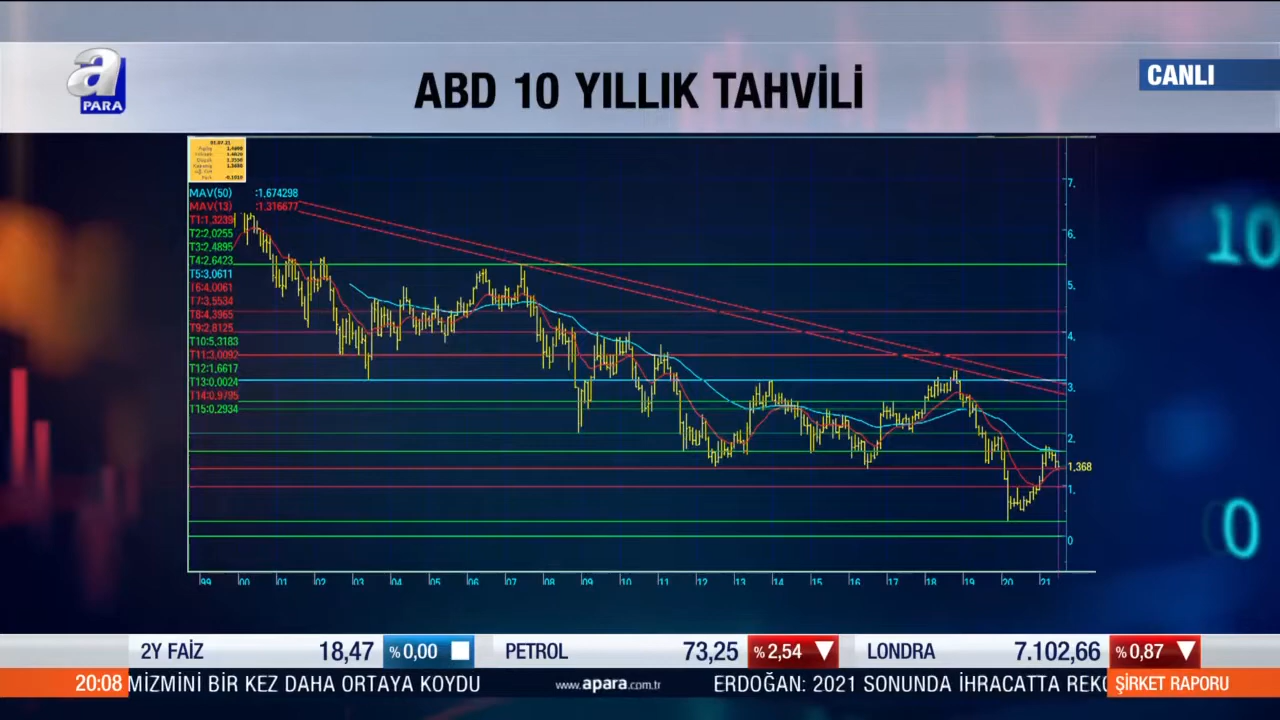 a
PARA
ABD 10 YILLIK TAHVİLİ
CANLI
MAV(50) :1,674298
MAV(13) :1,316677
T1:1,3239
T2:2,0255
T3:2,4895
T4:2,6423
T5:3,0611
T6:4,0061
T7:3,5534
T8:4,3965
T9:2,8125
T10:5,3183
T11:3,0092
T12:1,6617
T13:0,0024
T14:0,9795
T15:0,2934
7.
6.
5.
4.
3.
2.
1,368
1.
0
99 00 01 02 03 04 05 06 07 08 09 10 11 12 13 14 15 16 17 18 19 20 21
10
0
2Y FAİZ 18,47 %0,00 PETROL 73,25 %2,54 LONDRA 7.102,66 %0,87
20:08 MİZMİNİ BİR KEZ DAHA ORTAYA KOYDU www.apara.com.tr ERDOĞAN: 2021 SONUNDA İHRACATTA REKO ŞİRKET RAPORU